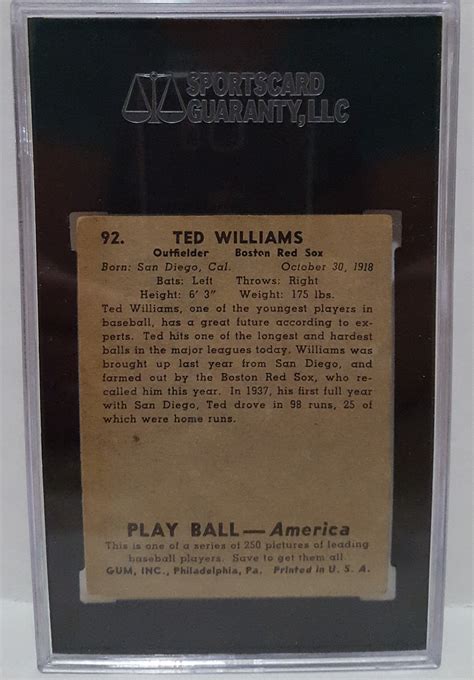 SPORTSCARD
GUARANTY, LLC
92. TED WILLIAMS
Outfielder Boston Red Sox
Born: San Diego, Cal. October 30, 1918
Bats: Left Throws: Right
Height: 6' 3" Weight: 175 lbs.
Ted Williams, one of the youngest players in
baseball, has a great future according to ex-
perts. Ted hits one of the longest and hardest
balls in the major leagues today. Williams was
brought up last year from San Diego, and
farmed out by the Boston Red Sox, who re-
called him this year. In 1937, his first full year
with San Diego, Ted drove in 98 runs, 25 of
which were home runs.
PLAY BALL—America
This is one of a series of 250 pictures of leading
baseball players. Save to get them all.
GUM, INC., Philadelphia, Pa. Printed in U. S. A.